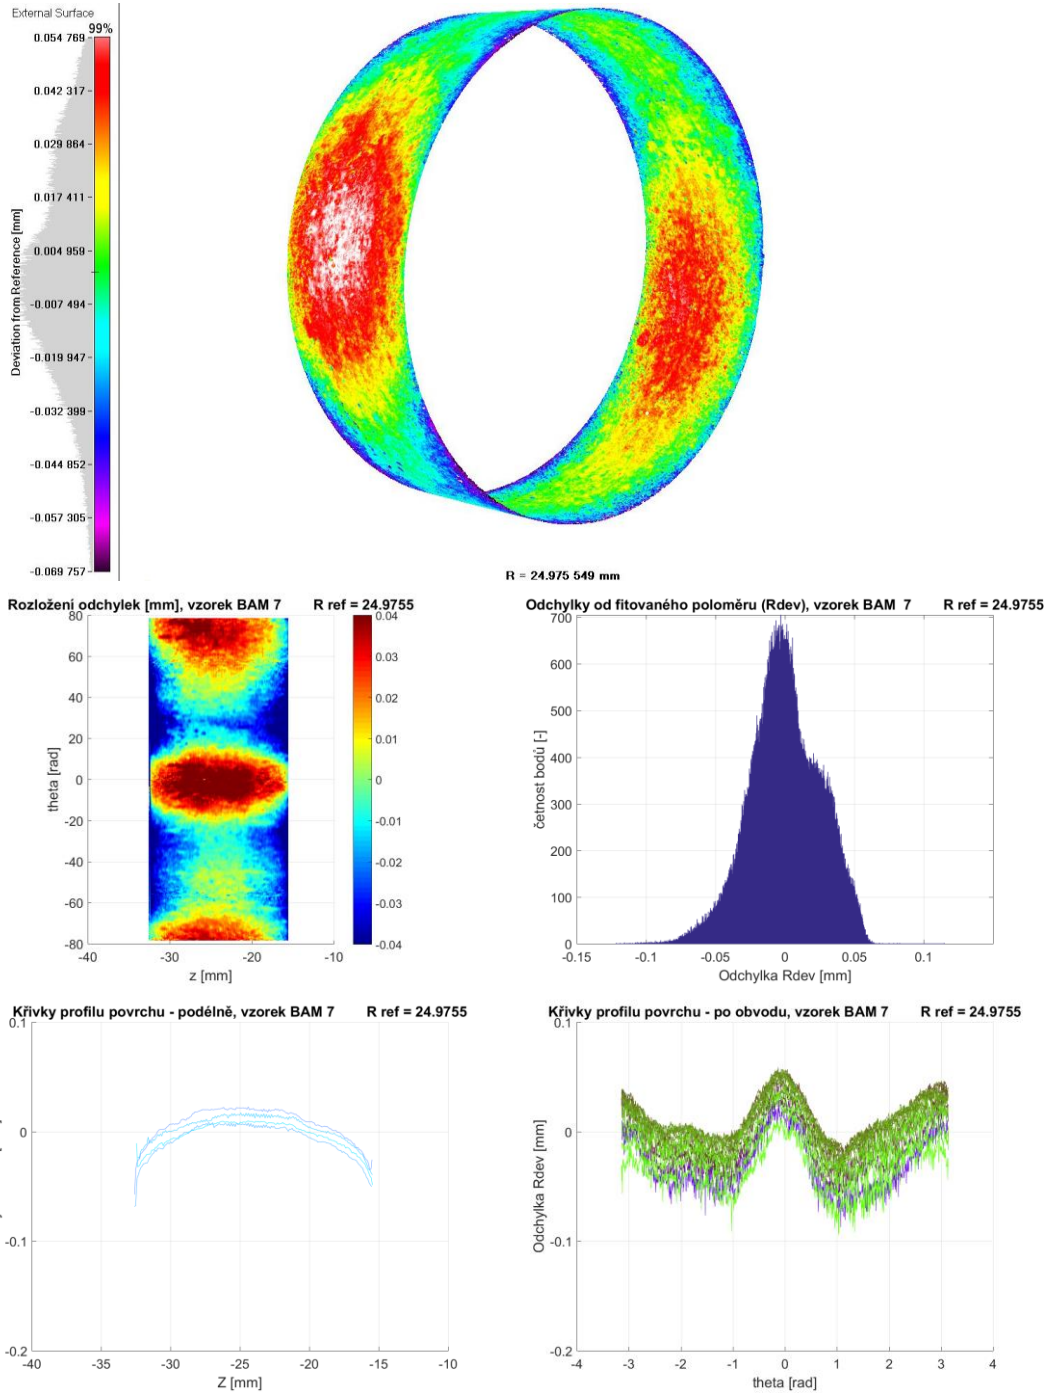 External Surface
99%
0.054 769
0.042 317
0.029 864
0.017 411
0.004 959
-0.007 494
-0.019 947
-0.032 399
-0.044 852
-0.057 305
-0.069 757
Deviation from Reference [mm]
R = 24.975 549 mm
Rozložení odchylek [mm], vzorek BAM 7 R ref = 24.9755
80
60
40
20
0
-20
-40
-60
-80
theta [rad]
-40 -30 -20 -10
z [mm]
0.04
0.03
0.02
0.01
0
-0.01
-0.02
-0.03
-0.04
Odchylky od fitovaného poloměru (Rdev), vzorek BAM 7 R ref = 24.9755
700
600
500
400
300
200
100
0
četnost bodů [-]
-0.15 -0.1 -0.05 0 0.05 0.1
Odchylka Rdev [mm]
Křivky profilu povrchu - podélně, vzorek BAM 7 R ref = 24.9755
0.1
0
-0.1
-0.2
-40 -35 -30 -25 -20 -15 -10
Z [mm]
Křivky profilu povrchu - po obvodu, vzorek BAM 7 R ref = 24.9755
0.1
0
-0.1
-0.2
Odchylka Rdev [mm]
-4 -3 -2 -1 0 1 2 3 4
theta [rad]